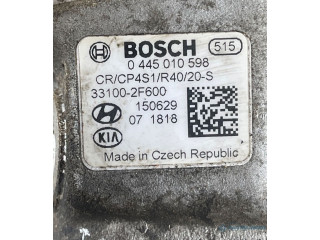 BOSCH 515
0 445 010 598
CR/CP4S1/R40/20-S
33100-2F600
150629
07 1818
KIA
Made in Czech Republic